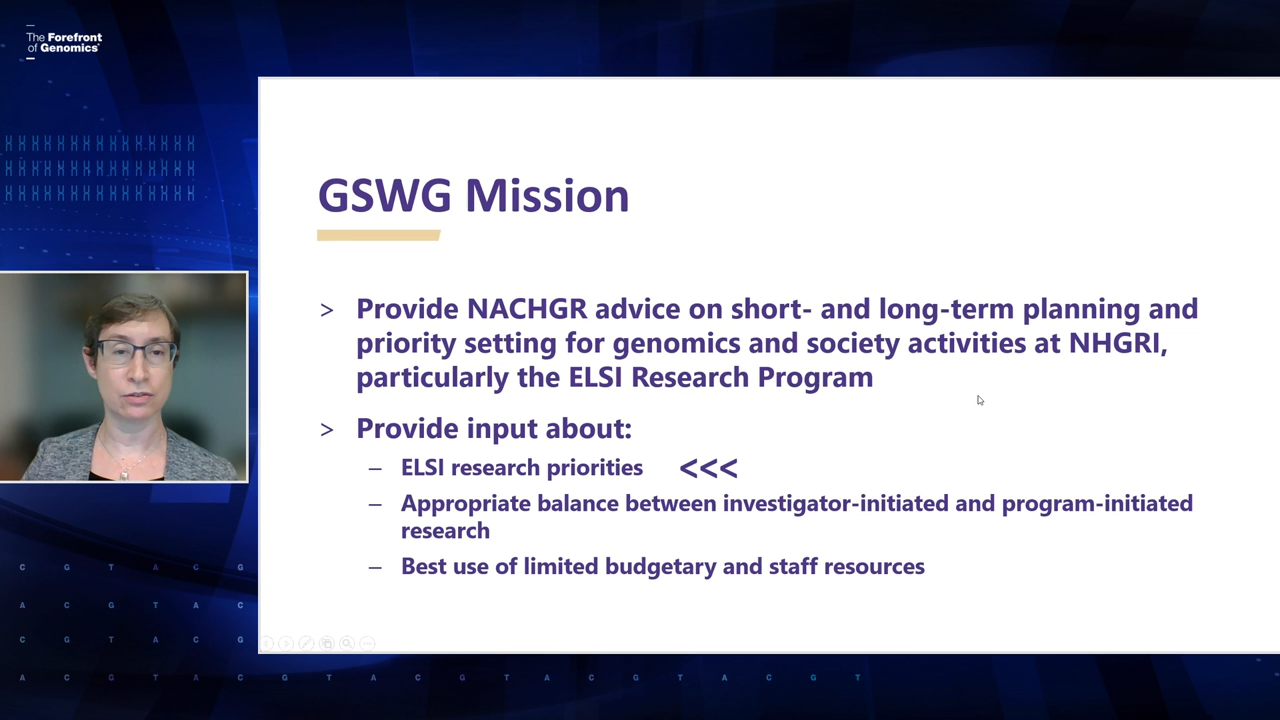 The Forefront
of Genomics®
GSWG Mission
> Provide NACHGR advice on short- and long-term planning and
priority setting for genomics and society activities at NHGRI,
particularly the ELSI Research Program
> Provide input about:
– ELSI research priorities <<<
– Appropriate balance between investigator-initiated and program-initiated
research
– Best use of limited budgetary and staff resources
C G T A C G
A C G T A C
C G T A C G
A C G T A C G T A C G T A C G T